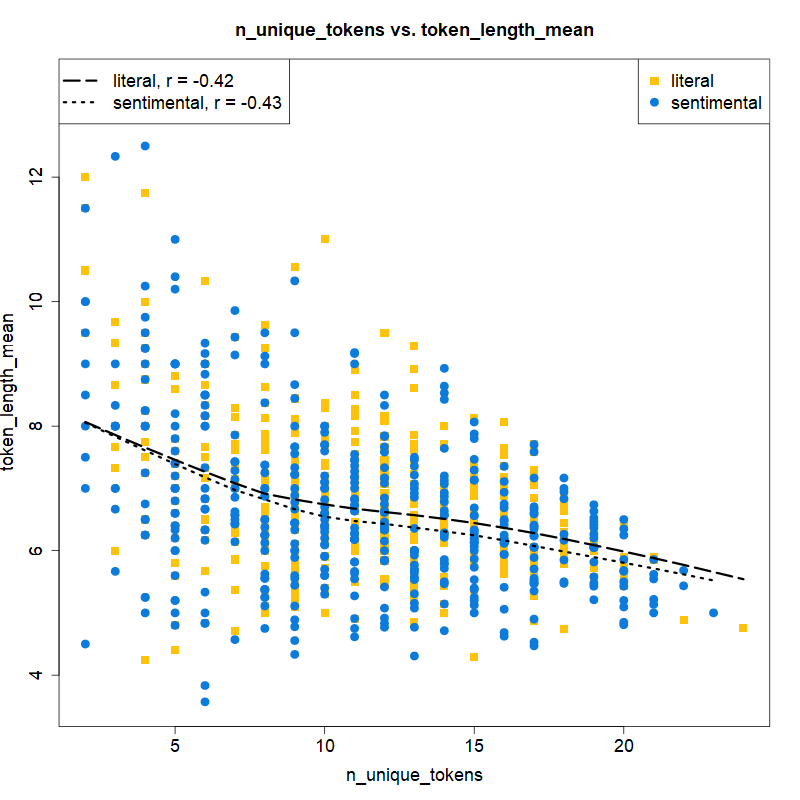 n_unique_tokens vs. token_length_mean
literal, r = -0.42
sentimental, r = -0.43
literal
sentimental
token_length_mean
12
10
8
6
4
5
10
15
20
n_unique_tokens